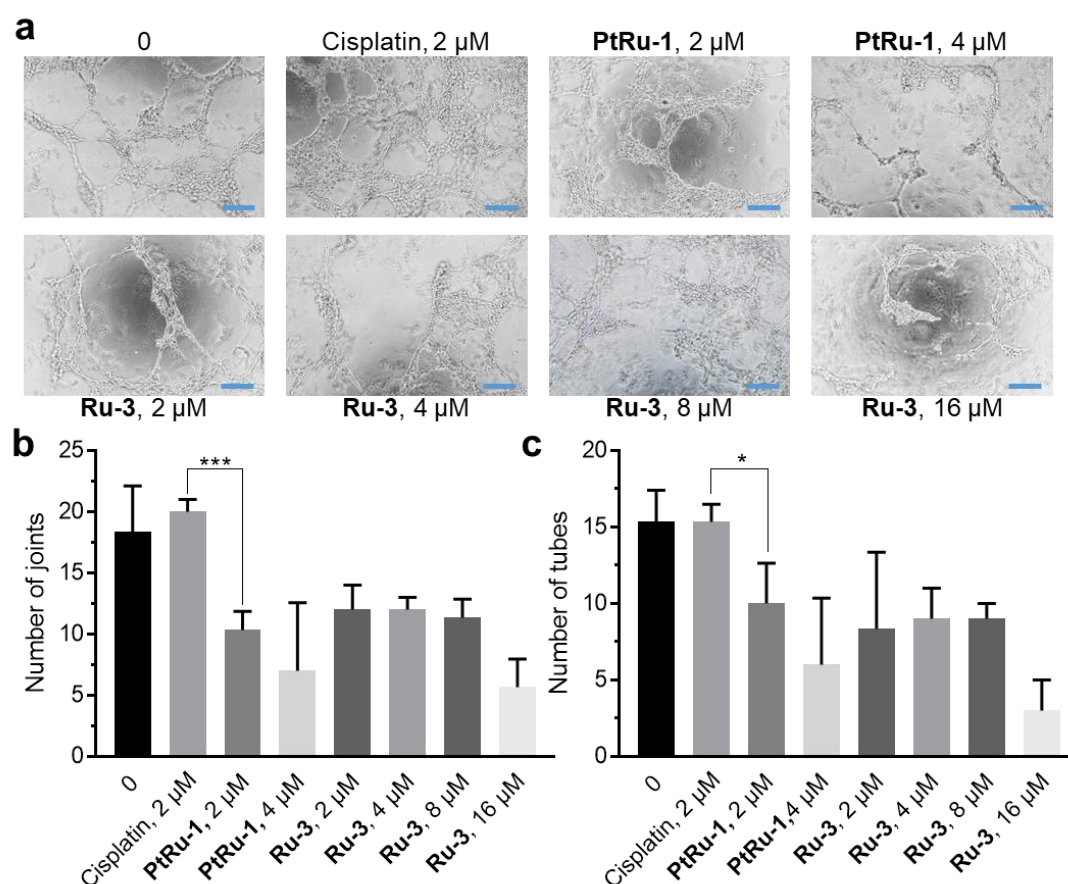 a
0
Cisplatin, 2 μM
PtRu-1, 2 μM
PtRu-1, 4 μM
Ru-3, 2 μM
Ru-3, 4 μM
Ru-3, 8 μM
Ru-3, 16 μM
b
Number of joints
25
20
15
10
5
0
***
0
Cisplatin, 2 μM
PtRu-1, 2 μM
PtRu-1, 4 μM
Ru-3, 2 μM
Ru-3, 4 μM
Ru-3, 8 μM
Ru-3, 16 μM
c
Number of tubes
20
15
10
5
0
*
0
Cisplatin, 2 μM
PtRu-1, 2 μM
PtRu-1,4 μM
Ru-3, 2 μM
Ru-3, 4 μM
Ru-3, 8 μM
Ru-3, 16 μM